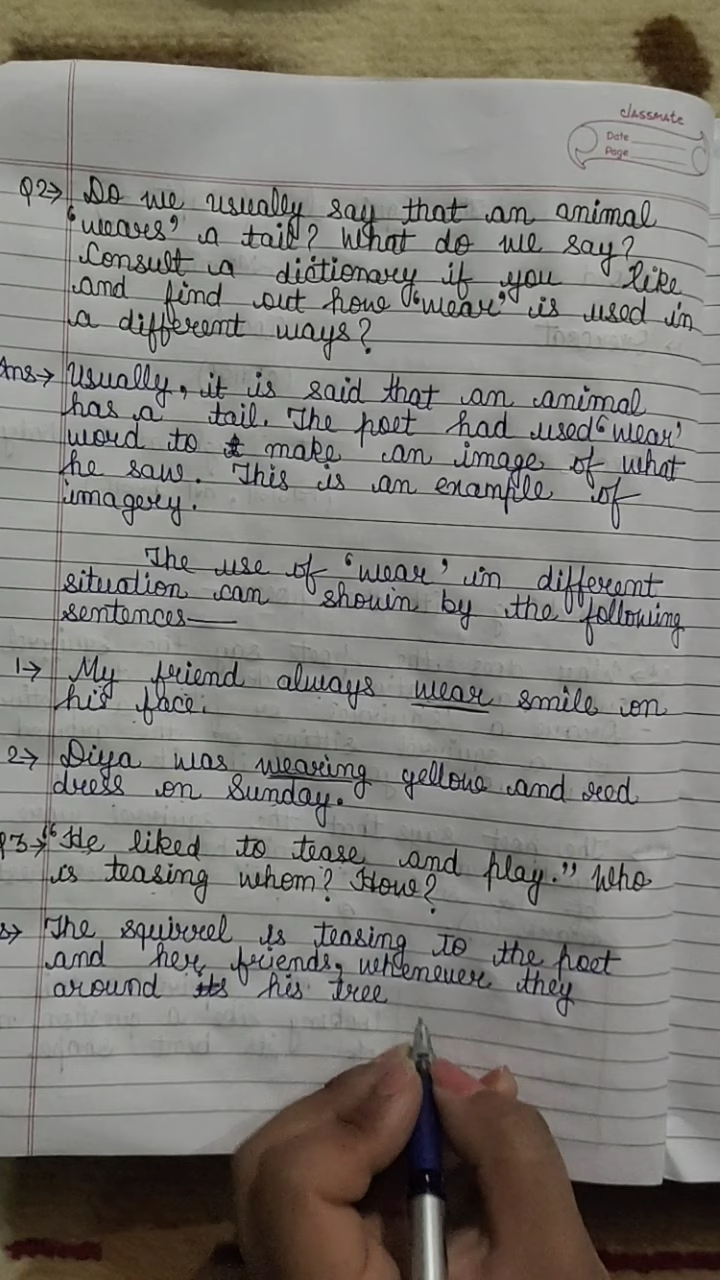 classmate
Date
Page
Q2→ Do we usually say that an animal
'wears' a tail? What do we say?
Consult a dictionary if you like
and find out how 'wear' is used in
a different ways?
Ans→ Usually, it is said that an animal
has a tail. The poet had used 'wear'
word to make an image of what
he saw. This is an example of
imagery.
The use of 'wear' in different
situation can shown by the following
sentences—
1→ My friend always wear smile on
his face.
2→ Diya was wearing yellow and red
dress on Sunday.
Q3→ "He liked to tease and play." Who
is teasing whom? How?
s→ The squirrel is teasing to the poet
and her friends, whenever they
around its his tree